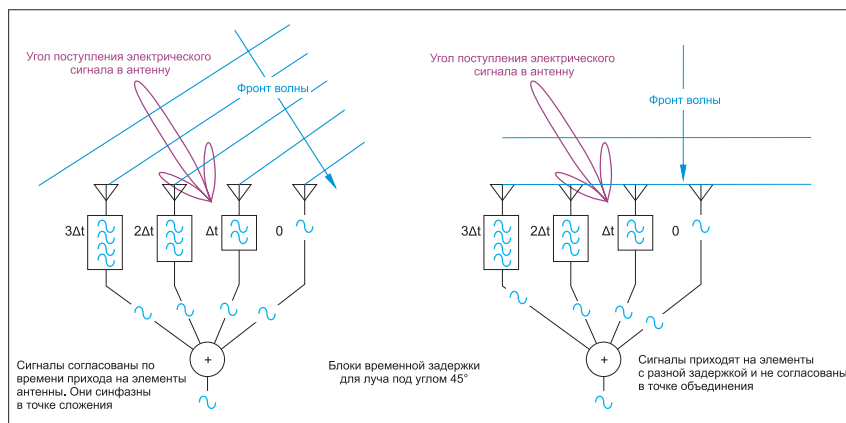 Угол поступления электрического
сигнала в антенну
Фронт волны
3Δt
2Δt
Δt
0
+
Сигналы согласованы по
времени прихода на элементы
антенны. Они синфазны
в точке сложения
Блоки временной задержки
для луча под углом 45°
Угол поступления электрического
сигнала в антенну
Фронт волны
3Δt
2Δt
Δt
0
+
Сигналы приходят на элементы
с разной задержкой и не согласованы
в точке объединения